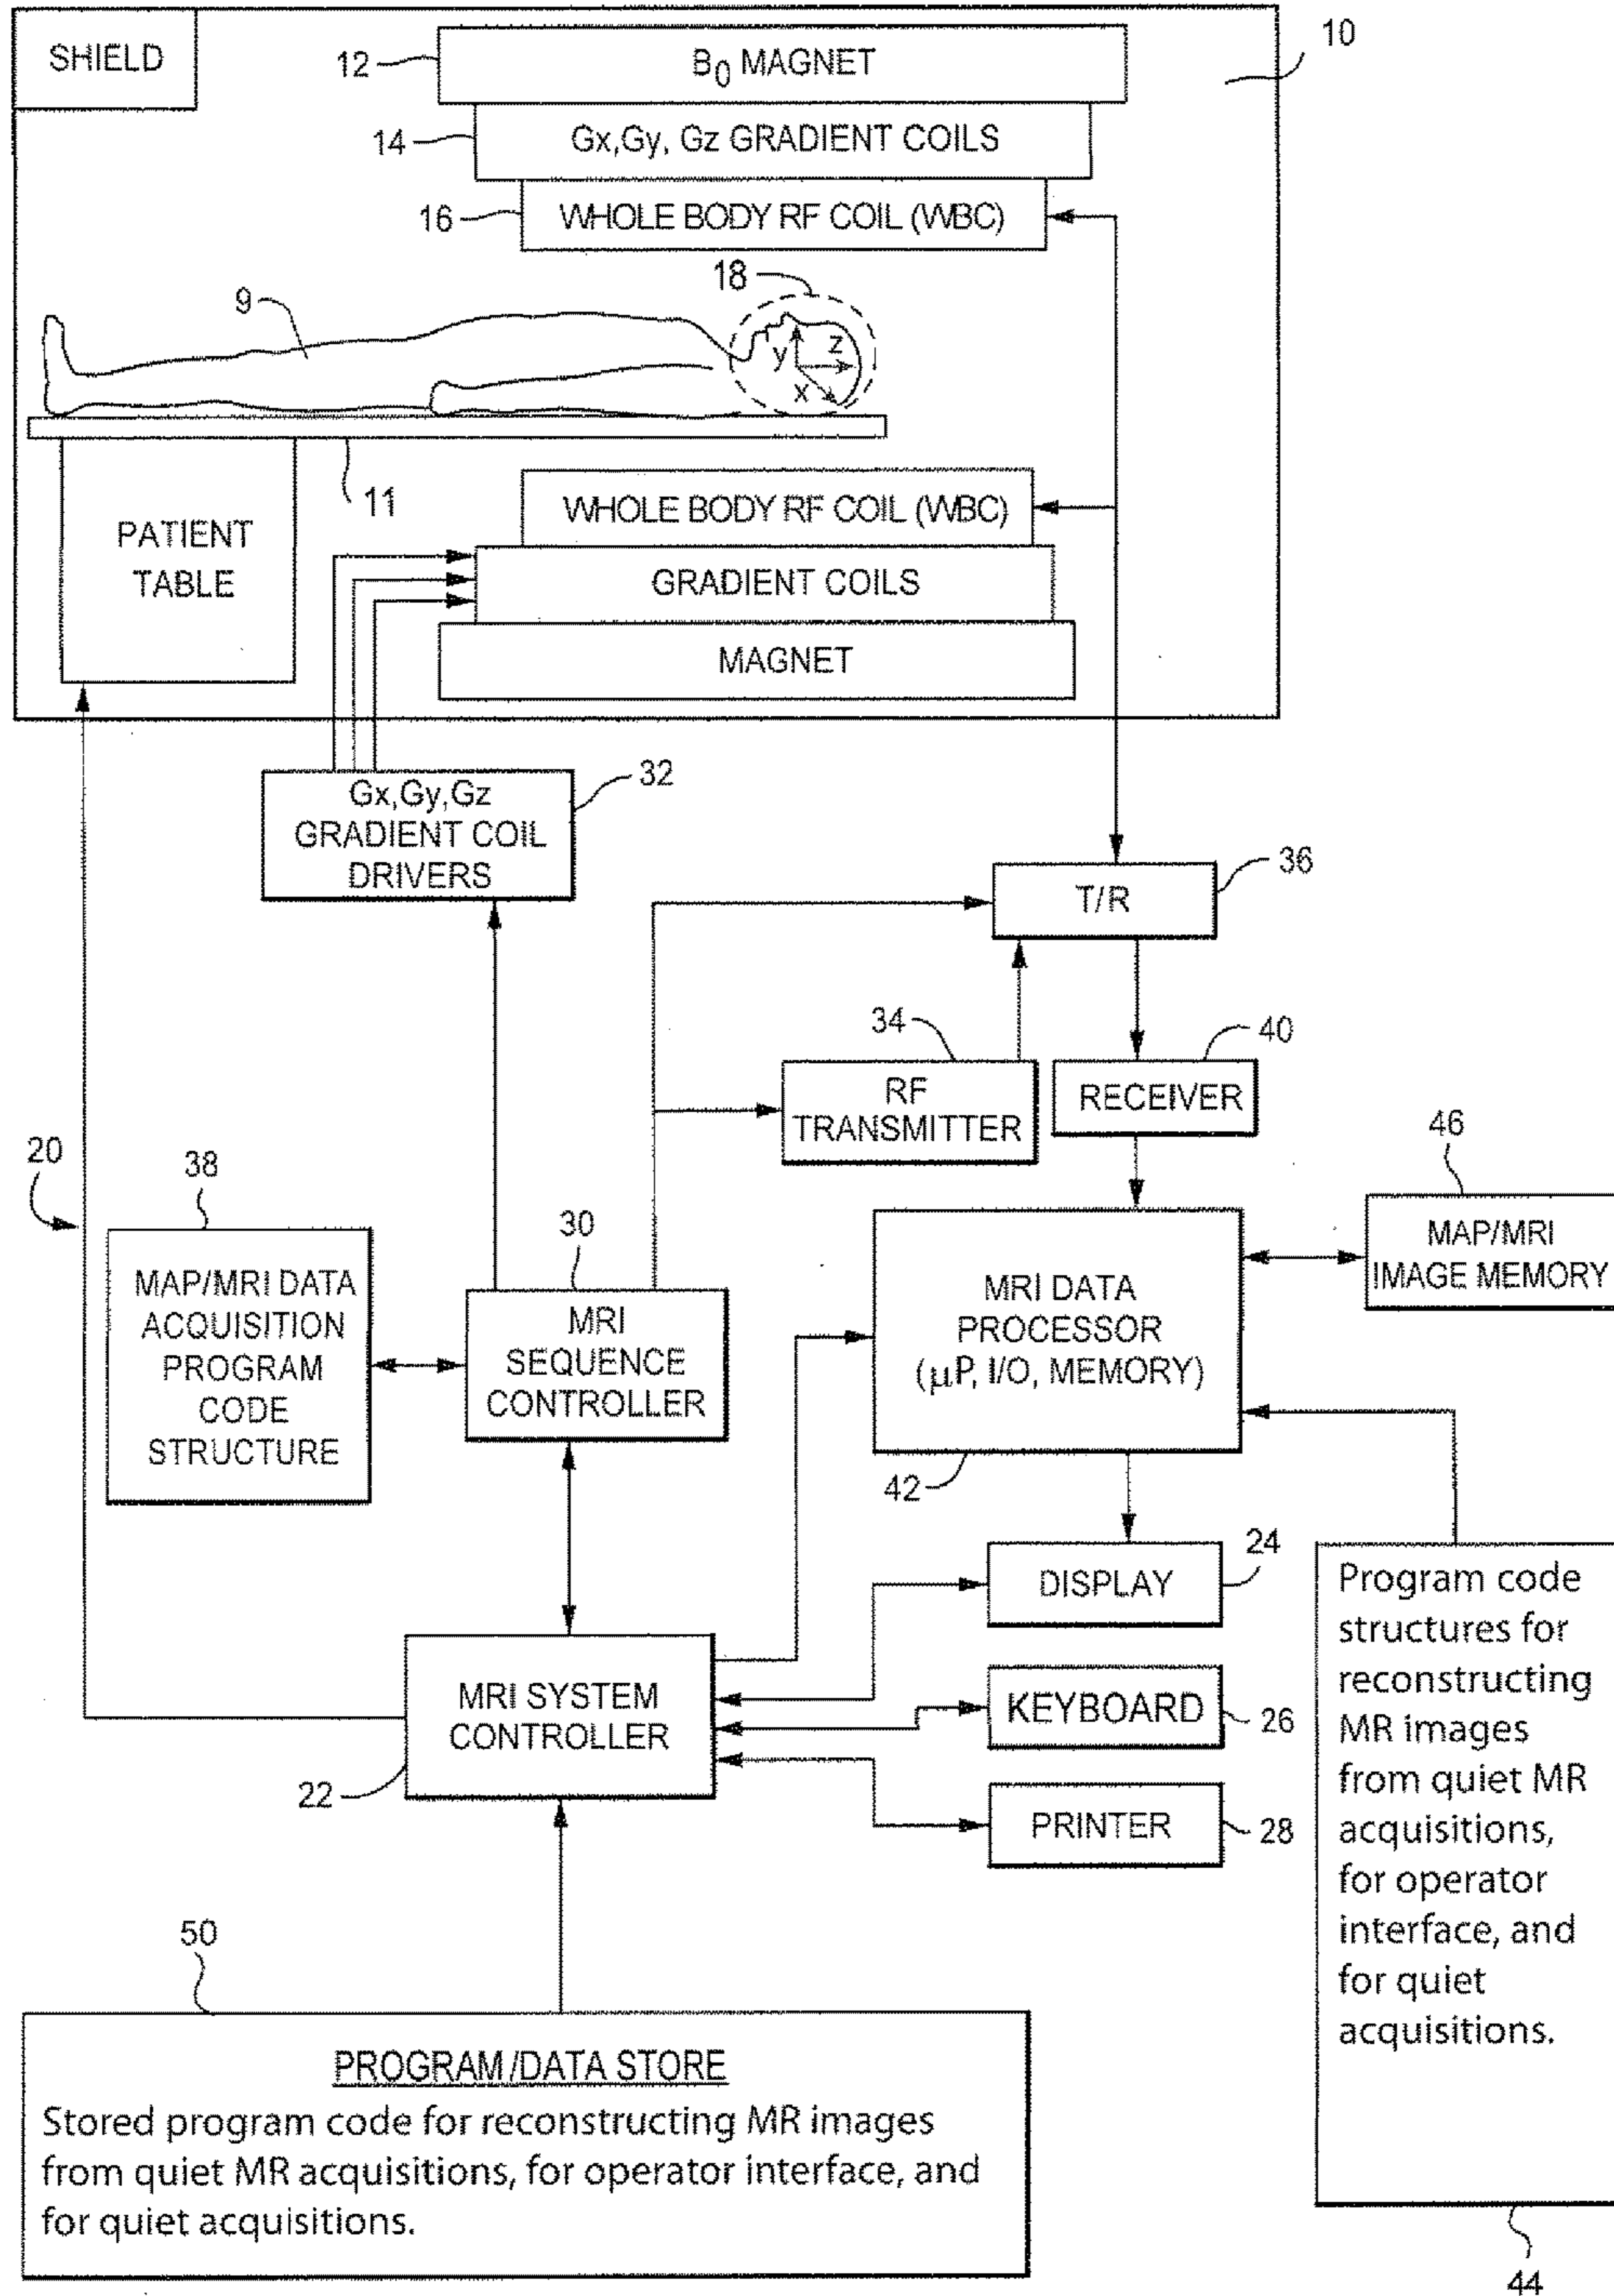 SHIELD
10
12
B0 MAGNET
14
Gx,Gy, Gz GRADIENT COILS
16
WHOLE BODY RF COIL (WBC)
18
9
y
z
x
11
WHOLE BODY RF COIL (WBC)
PATIENT
TABLE
GRADIENT COILS
MAGNET
32
Gx,Gy,Gz
GRADIENT COIL
DRIVERS
36
T/R
34
RF
TRANSMITTER
40
RECEIVER
20
38
MAP/MRI DATA
ACQUISITION
PROGRAM
CODE
STRUCTURE
30
MRI
SEQUENCE
CONTROLLER
MRI DATA
PROCESSOR
(μP, I/O, MEMORY)
42
46
MAP/MRI
IMAGE MEMORY
DISPLAY
24
KEYBOARD
26
PRINTER
28
MRI SYSTEM
CONTROLLER
22
Program code
structures for
reconstructing
MR images
from quiet MR
acquisitions,
for operator
interface, and
for quiet
acquisitions.
44
50
PROGRAM/DATA STORE
Stored program code for reconstructing MR images
from quiet MR acquisitions, for operator interface, and
for quiet acquisitions.